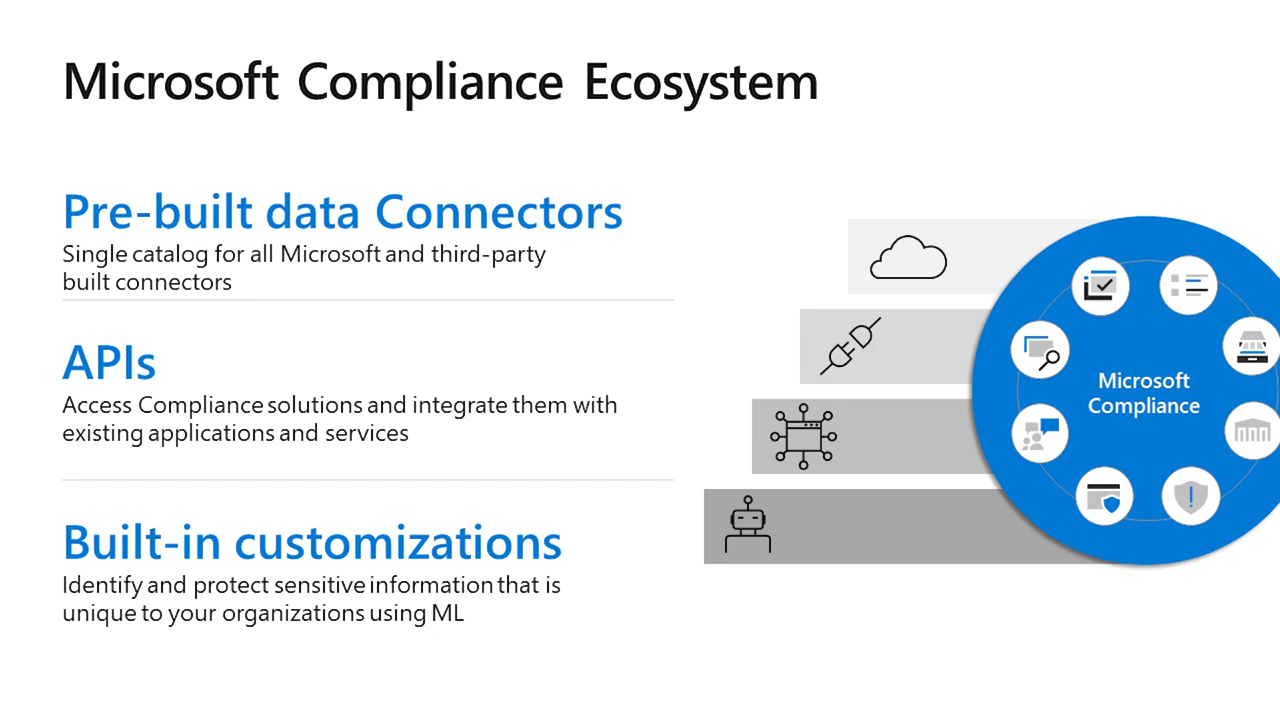 Microsoft Compliance Ecosystem
Pre-built data Connectors
Single catalog for all Microsoft and third-party
built connectors
APIs
Access Compliance solutions and integrate them with
existing applications and services
Built-in customizations
Identify and protect sensitive information that is
unique to your organizations using ML
Microsoft
Compliance